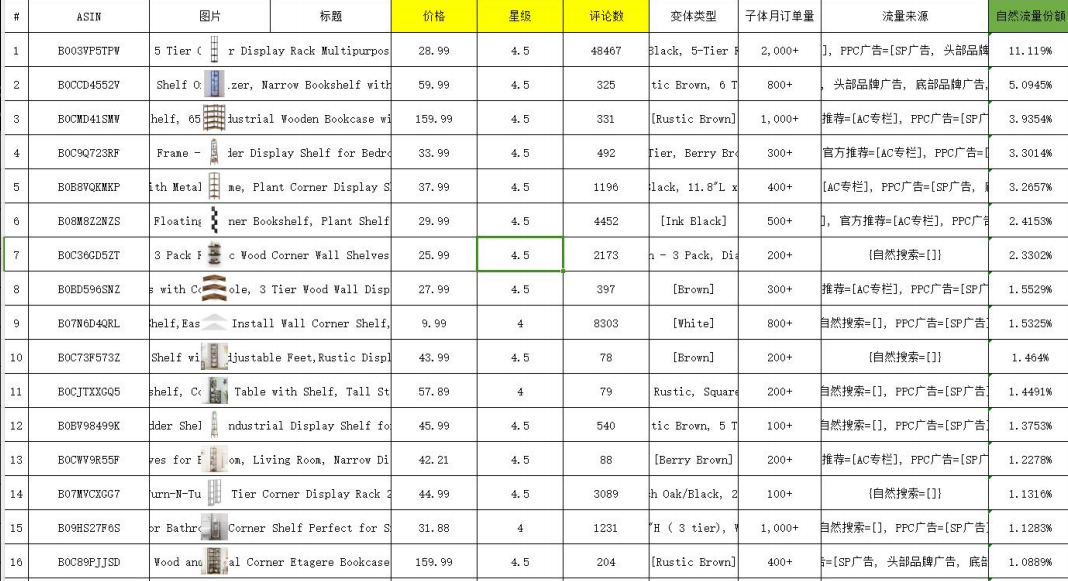 # ASIN 图片 标题 价格 星级 评论数 变体类型 子体月订单量 流量来源 自然流量份额
1 B003VP5TPW 5 Tier C r Display Rack Multipurpos 28.99 4.5 48467 Black, 5-Tier R 2,000+ ], PPC广告=[SP广告, 头部品牌 11.119%
2 B0CCD4552V Shelf O .zer, Narrow Bookshelf with 59.99 4.5 325 tic Brown, 6 T 800+ , 头部品牌广告, 底部品牌广告, 5.0945%
3 B0CMD41SMW helf, 65 dustrial Wooden Bookcase wi 159.99 4.5 331 [Rustic Brown] 1,000+ 推荐=[AC专栏], PPC广告=[SP广 3.9354%
4 B0C9Q723RF Frame - der Display Shelf for Bedro 33.99 4.5 492 Tier, Berry Bro 300+ 官方推荐=[AC专栏], PPC广告=[ 3.3014%
5 B0B8VQKMKP ith Metal me, Plant Corner Display S 37.99 4.5 1196 lack, 11.8"L x 400+ [AC专栏], PPC广告=[SP广告, 3.2657%
6 B08M8Z2NZS Floating ner Bookshelf, Plant Shelf 29.99 4.5 4452 [Ink Black] 500+ ], 官方推荐=[AC专栏], PPC广告 2.4153%
7 B0C36GD5ZT 3 Pack F c Wood Corner Wall Shelves 25.99 4.5 2173 n - 3 Pack, Dia 200+ {自然搜索=[]} 2.3302%
8 B0BD596SNZ s with Co ole, 3 Tier Wood Wall Disp 27.99 4.5 397 [Brown] 300+ 推荐=[AC专栏], PPC广告=[SP广 1.5529%
9 B07N6D4QRL Shelf,Eas Install Wall Corner Shelf, 9.99 4 8303 [White] 800+ 自然搜索=[], PPC广告=[SP广告] 1.5325%
10 B0C73F573Z Shelf wi djustable Feet,Rustic Displ 43.99 4.5 78 [Brown] 200+ {自然搜索=[]} 1.464%
11 B0CJTXXGQ5 shelf, Co Table with Shelf, Tall St 57.89 4 79 Rustic, Square 200+ 自然搜索=[], PPC广告=[SP广告] 1.4491%
12 B0BV98499K dder Shel ndustrial Display Shelf fo 45.99 4.5 540 tic Brown, 5 T 100+ 自然搜索=[], PPC广告=[SP广告] 1.3753%
13 B0CWV9R55F ves for B om, Living Room, Narrow Di 42.21 4.5 88 [Berry Brown] 200+ 推荐=[AC专栏], PPC广告=[SP广 1.2278%
14 B07MVCXGG7 Turn-N-Tu Tier Corner Display Rack 2 44.99 4.5 3089 h Oak/Black, 2 100+ {自然搜索=[]} 1.1316%
15 B09HS27F6S or Bathro Corner Shelf Perfect for S 31.88 4 1231 "H ( 3 tier), W 1,000+ 自然搜索=[], PPC广告=[SP广告] 1.1283%
16 B0C89PJJSD Wood and al Corner Etagere Bookcase 159.99 4.5 204 [Rustic Brown] 400+ =[SP广告, 头部品牌广告, 底部 1.0889%